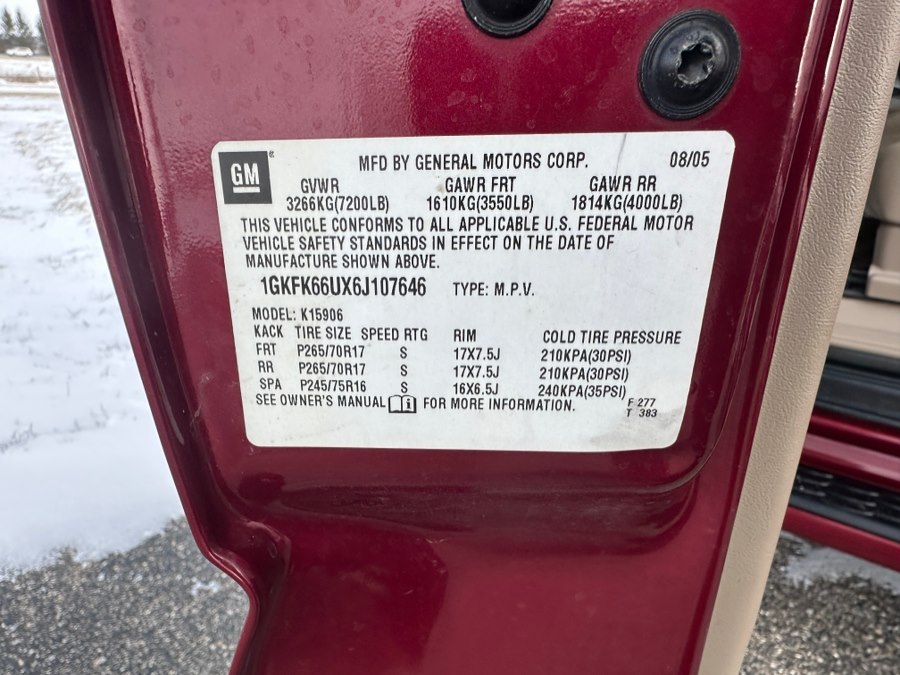 GM®
MFD BY GENERAL MOTORS CORP. 08/05
GVWR GAWR FRT GAWR RR
3266KG(7200LB) 1610KG(3550LB) 1814KG(4000LB)
THIS VEHICLE CONFORMS TO ALL APPLICABLE U.S. FEDERAL MOTOR
VEHICLE SAFETY STANDARDS IN EFFECT ON THE DATE OF
MANUFACTURE SHOWN ABOVE.
1GKFK66UX6J107646 TYPE: M.P.V.
MODEL: K15906
KACK TIRE SIZE SPEED RTG RIM COLD TIRE PRESSURE
FRT P265/70R17 S 17X7.5J 210KPA(30PSI)
RR P265/70R17 S 17X7.5J 210KPA(30PSI)
SPA P245/75R16 S 16X6.5J 240KPA(35PSI)
SEE OWNER'S MANUAL FOR MORE INFORMATION.
F 277
T 383